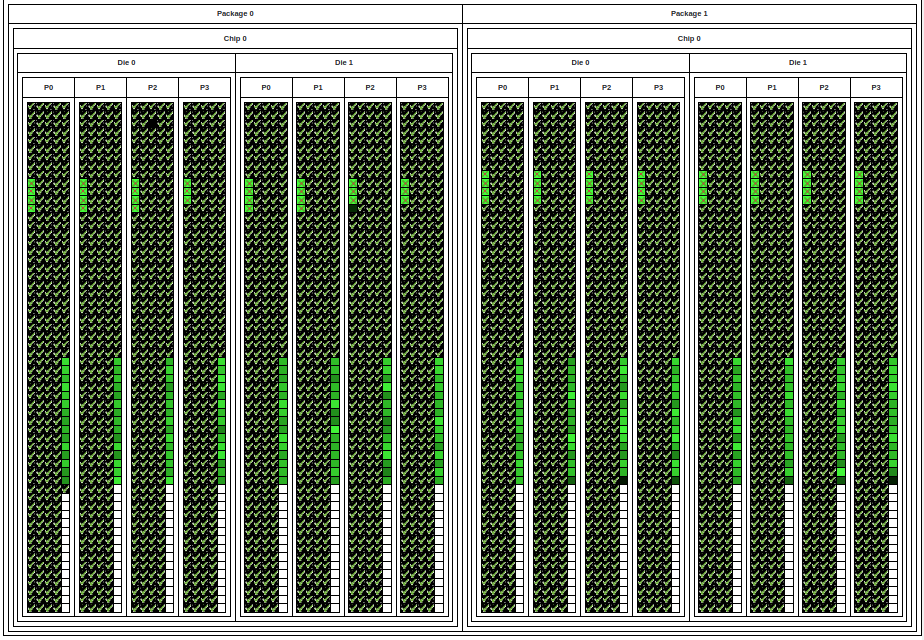 Package 0 Package 1
Chip 0 Chip 0
Die 0 Die 1 Die 0 Die 1
P0 P1 P2 P3 P0 P1 P2 P3 P0 P1 P2 P3 P0 P1 P2 P3